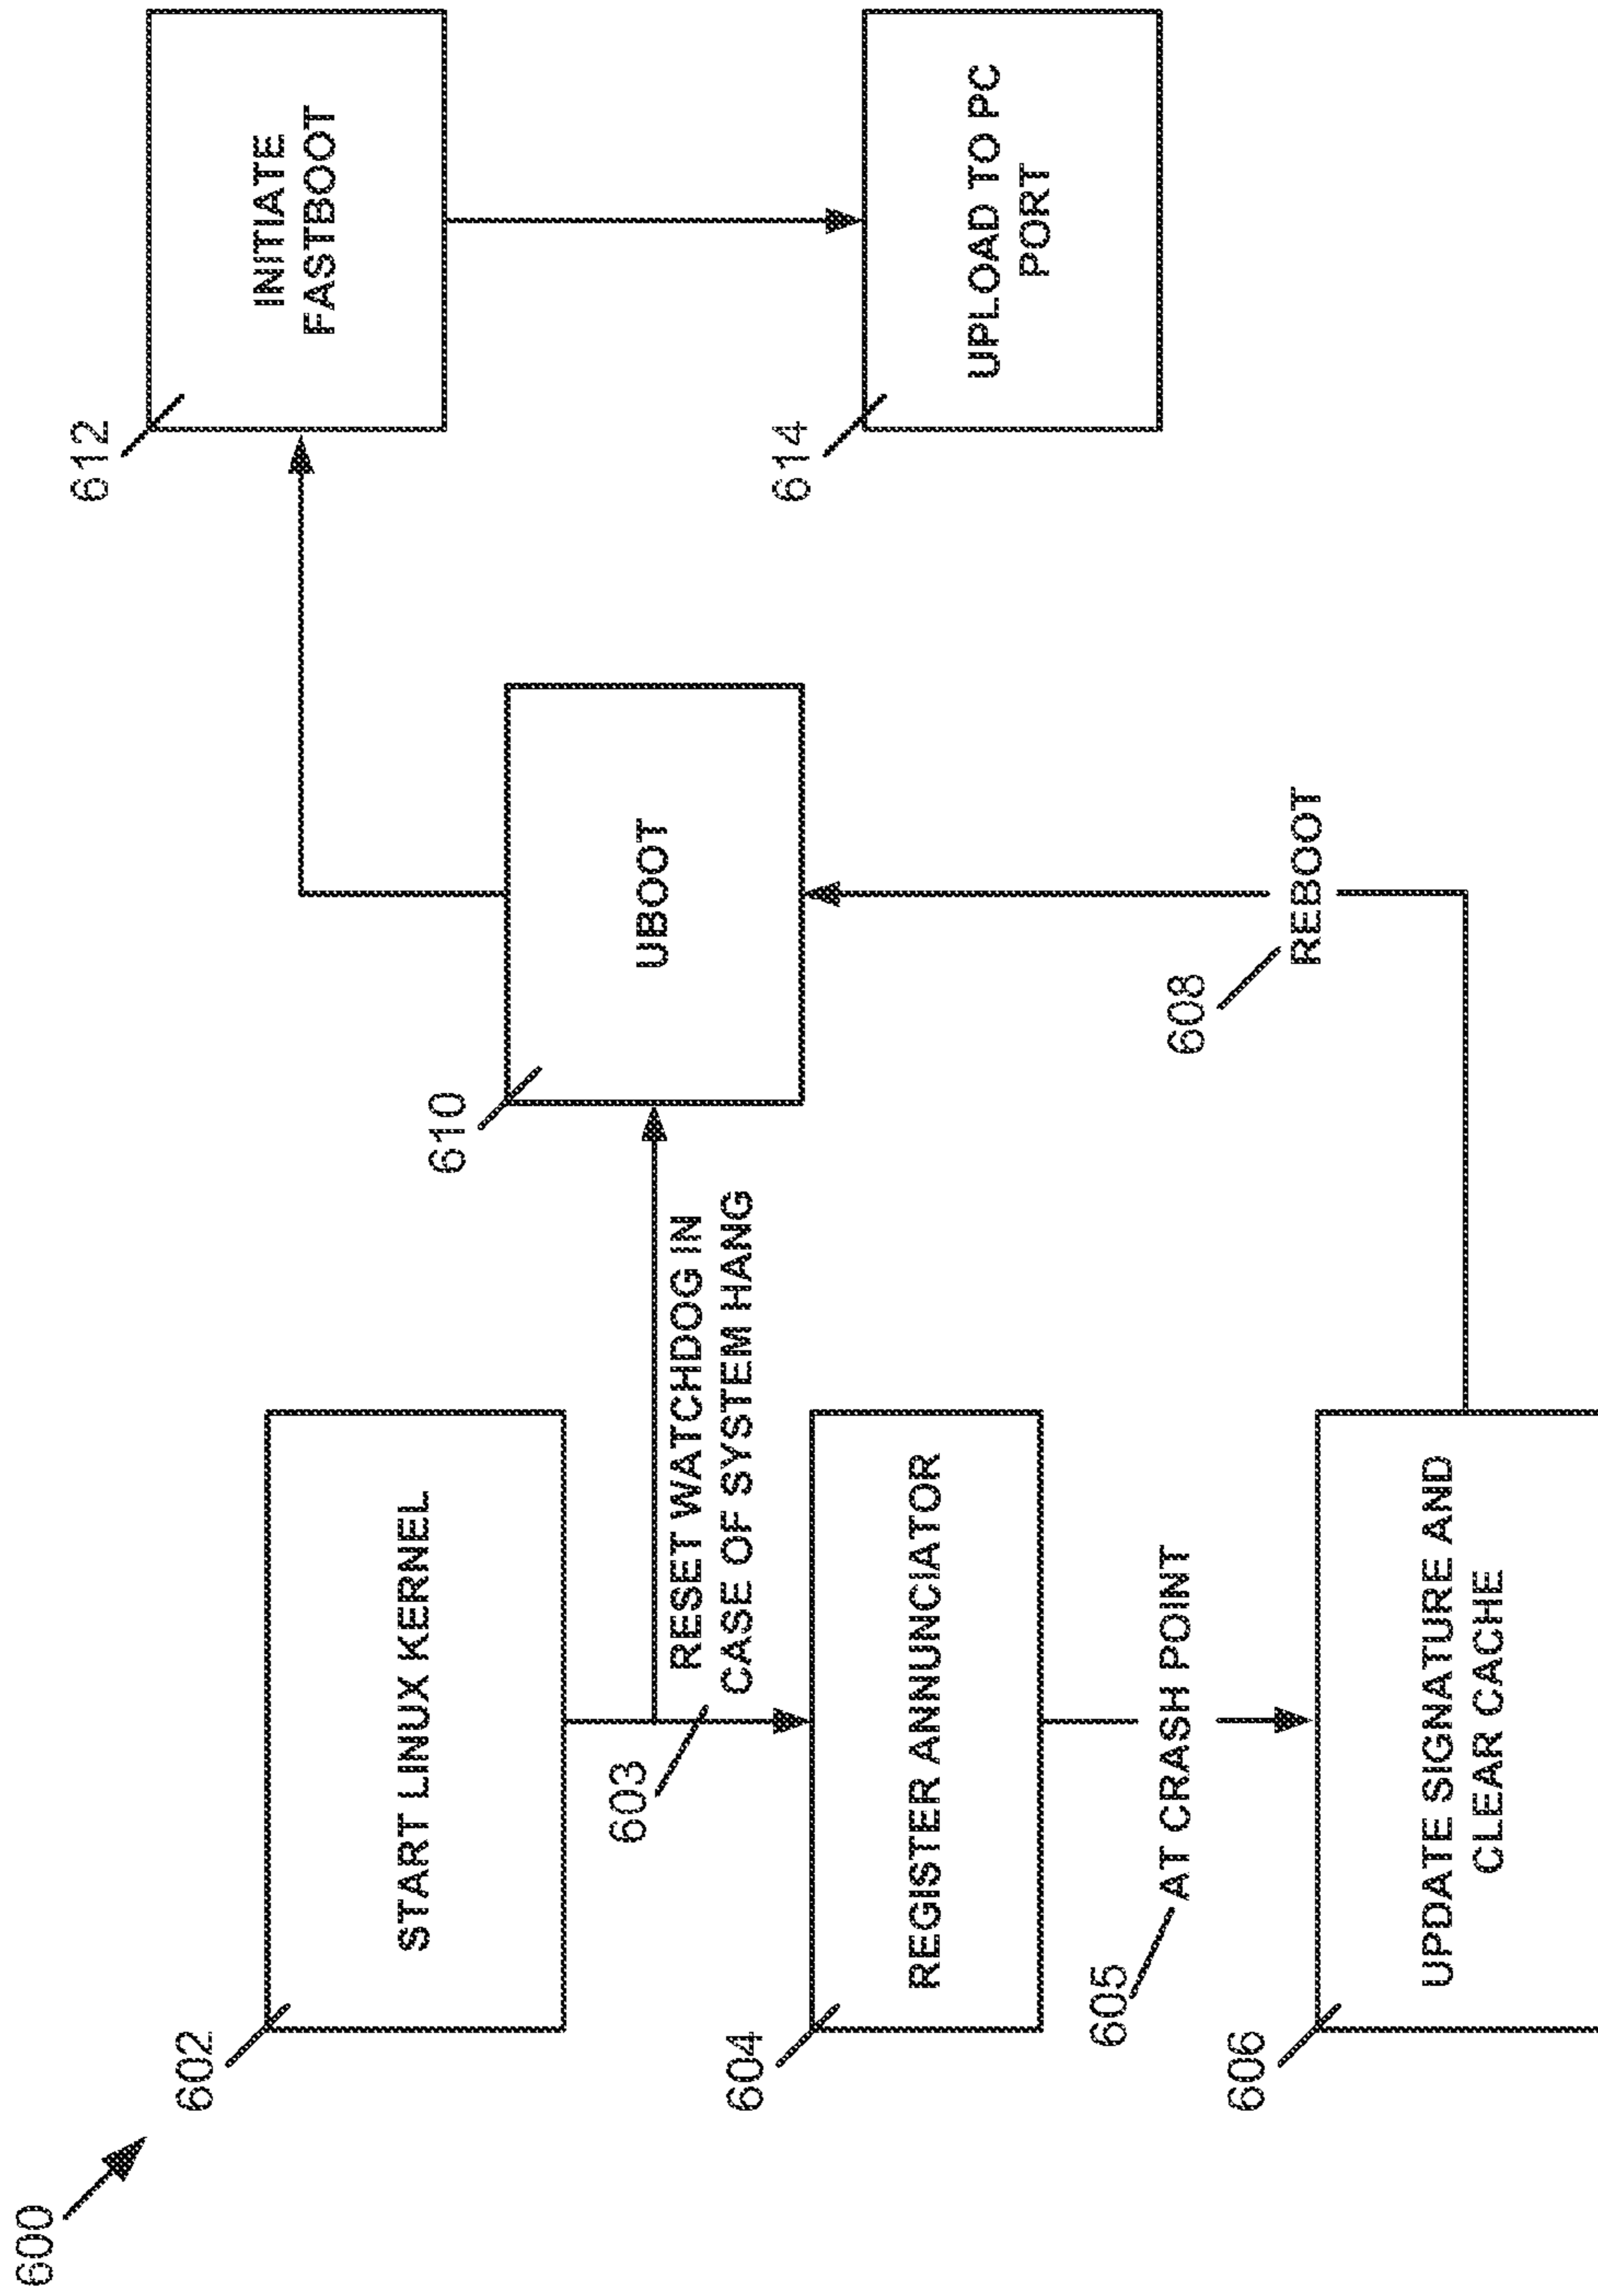 600
602
START LINUX KERNEL
603
RESET WATCHDOG IN
CASE OF SYSTEM HANG
604
REGISTER ANNUNCIATOR
605
AT CRASH POINT
606
UPDATE SIGNATURE AND
CLEAR CACHE
608
REBOOT
610
UBOOT
612
INITIATE
FASTBOOT
614
UPLOAD TO PC
PORT